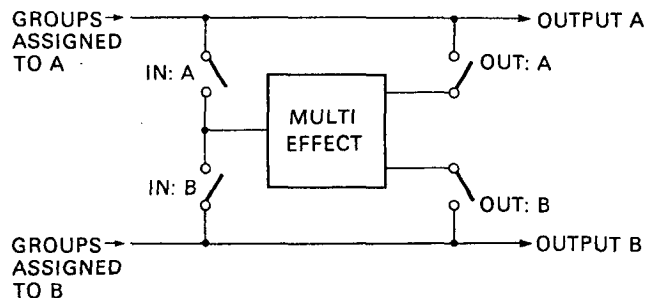 GROUPS
ASSIGNED
TO A
OUTPUT A
IN: A
OUT: A
MULTI
EFFECT
IN: B
OUT: B
GROUPS
ASSIGNED
TO B
OUTPUT B